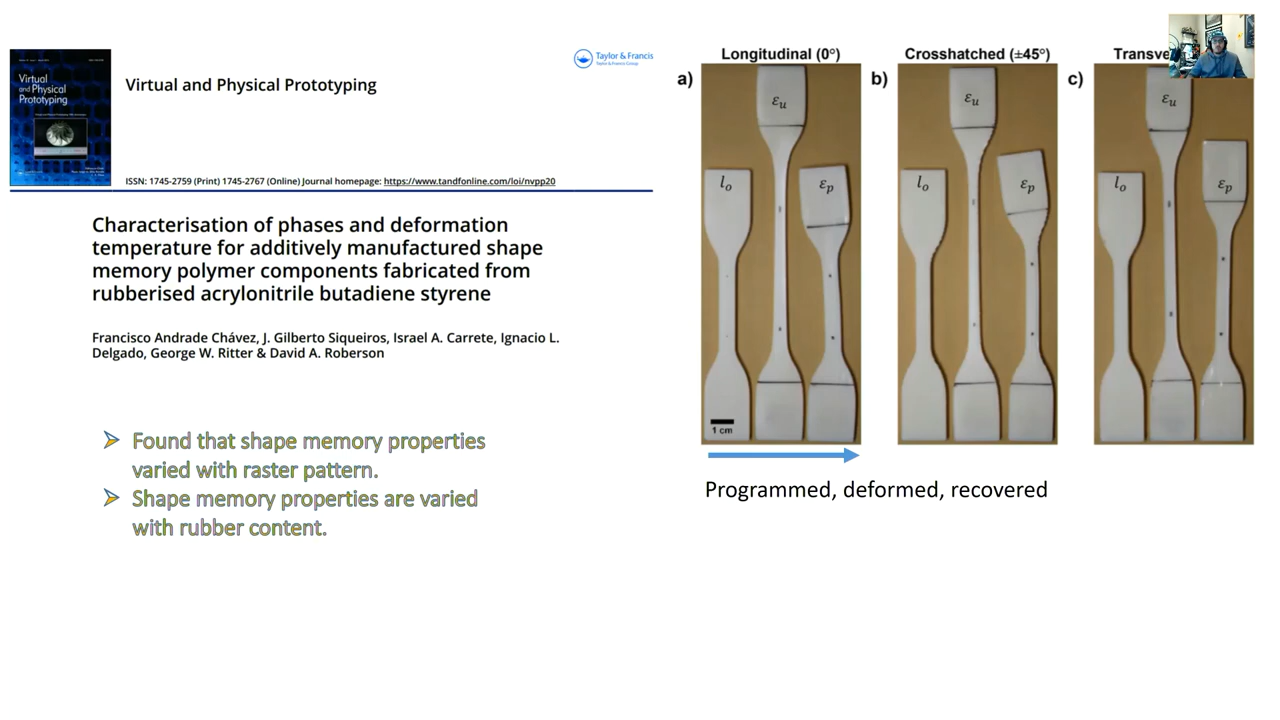 Virtual
and Physical
Prototyping
Taylor & Francis
Taylor & Francis Group
Virtual and Physical Prototyping
ISSN: 1745-2759 (Print) 1745-2767 (Online) Journal homepage: https://www.tandfonline.com/loi/nvpp20
Characterisation of phases and deformation
temperature for additively manufactured shape
memory polymer components fabricated from
rubberised acrylonitrile butadiene styrene
Francisco Andrade Chávez, J. Gilberto Siqueiros, Israel A. Carrete, Ignacio L.
Delgado, George W. Ritter & David A. Roberson
➢ Found that shape memory properties
varied with raster pattern.
➢ Shape memory properties are varied
with rubber content.
Longitudinal (0°)
a)
εu
lo
εp
1 cm
Crosshatched (±45°)
b)
εu
lo
εp
Transve
c)
εu
lo
εp
Programmed, deformed, recovered